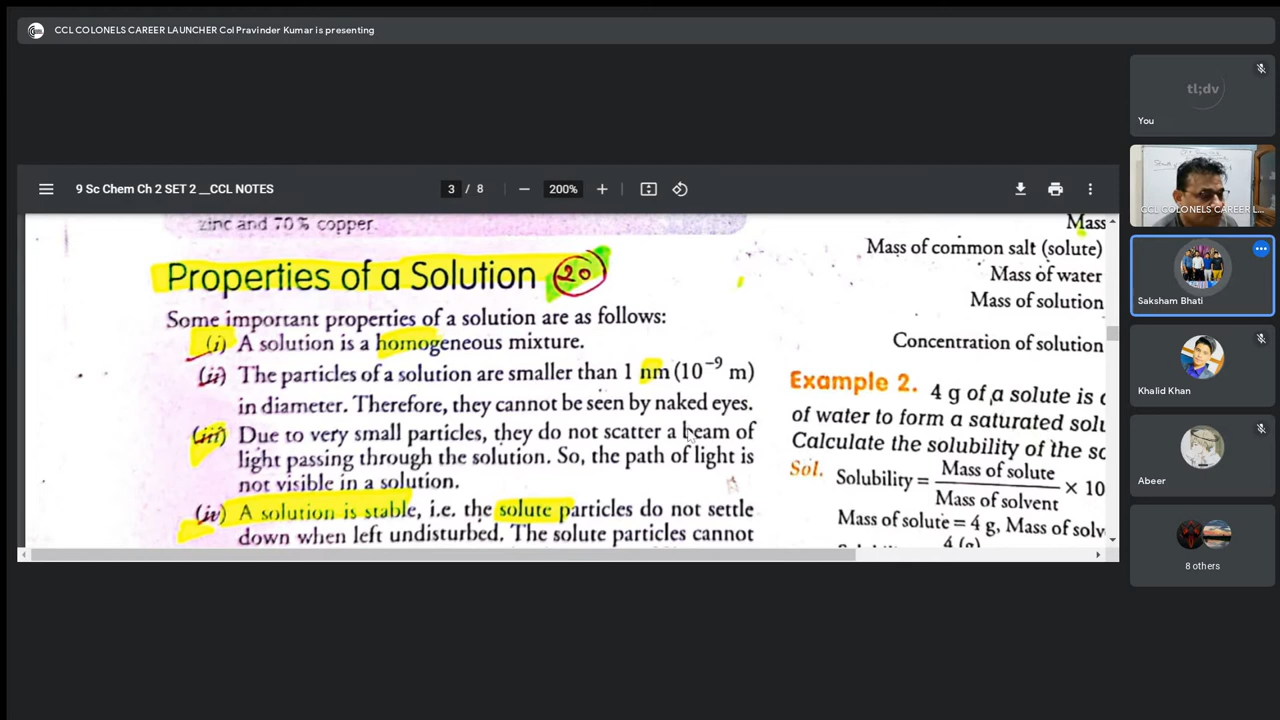 CCL COLONELS CAREER LAUNCHER Col Pravinder Kumar is presenting
9 Sc Chem Ch 2 SET 2 __CCL NOTES
3 / 8
200%
zinc and 70% copper.
Properties of a Solution 20
Some important properties of a solution are as follows:
(i) A solution is a homogeneous mixture.
(ii) The particles of a solution are smaller than 1 nm (10⁻⁹ m)
in diameter. Therefore, they cannot be seen by naked eyes.
(iii) Due to very small particles, they do not scatter a beam of
light passing through the solution. So, the path of light is
not visible in a solution.
(iv) A solution is stable, i.e. the solute particles do not settle
down when left undisturbed. The solute particles cannot
Mass
Mass of common salt (solute)
Mass of water
Mass of solution
Concentration of solution
Example 2. 4 g of a solute is
of water to form a saturated
Calculate the solubility of the
Sol. Solubility = Mass of solute / Mass of solvent × 10
Mass of solute = 4 g, Mass of solv
4 (g)
tl;dv
You
CCL COLONELS CAREER L...
Saksham Bhati
Khalid Khan
Abeer
8 others